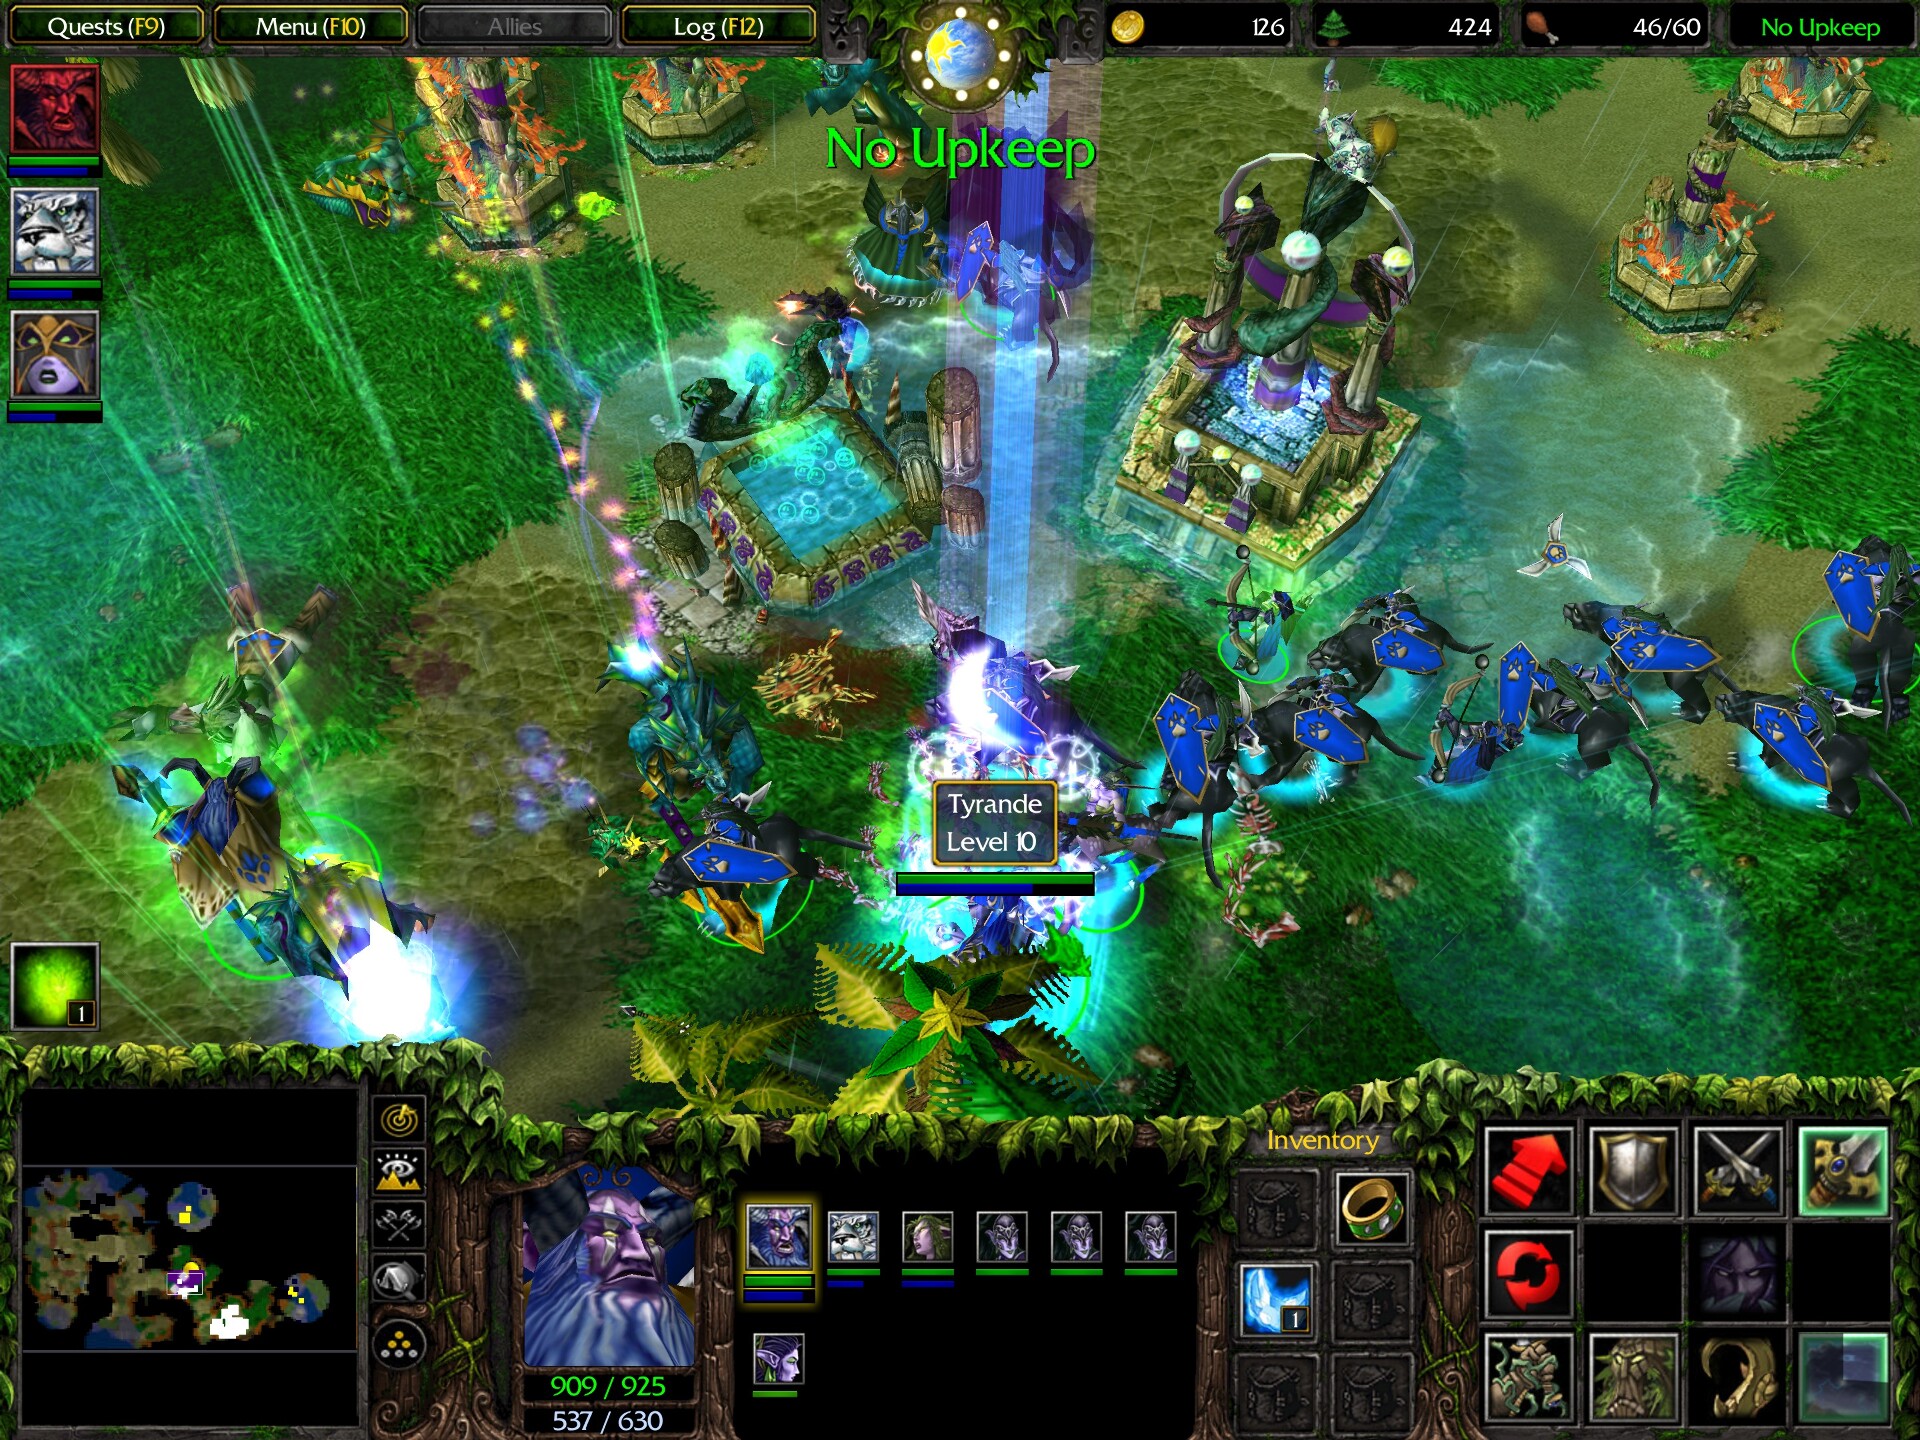 Quests (F9)
Menu (F10)
Allies
Log (F12)
126
424
46/60
No Upkeep
No Upkeep
Tyrande
Level 10
1
Inventory
1
909 / 925
537 / 630